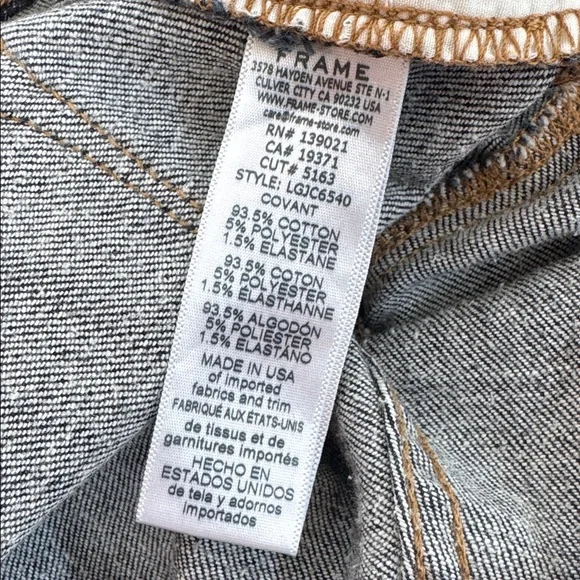 FRAME
3578 HAYDEN AVENUE STE N-1
CULVER CITY CA 90232 USA
WWW.FRAME-STORE.COM
care@frame-store.com
RN# 139021
CA# 19371
CUT# 5163
STYLE: LGJC6540
COVANT
93.5% COTTON
5% POLYESTER
1.5% ELASTANE
93.5% COTON
5% POLYESTER
1.5% ELASTHANNE
93.5% ALGODÓN
5% POLIESTER
1.5% ELASTANO
MADE IN USA
of imported
fabrics and trim
FABRIQUÉ AUX ÉTATS-UNIS
de tissus et de
garnitures importés
HECHO EN
ESTADOS UNIDOS
de tela y adornos
importados